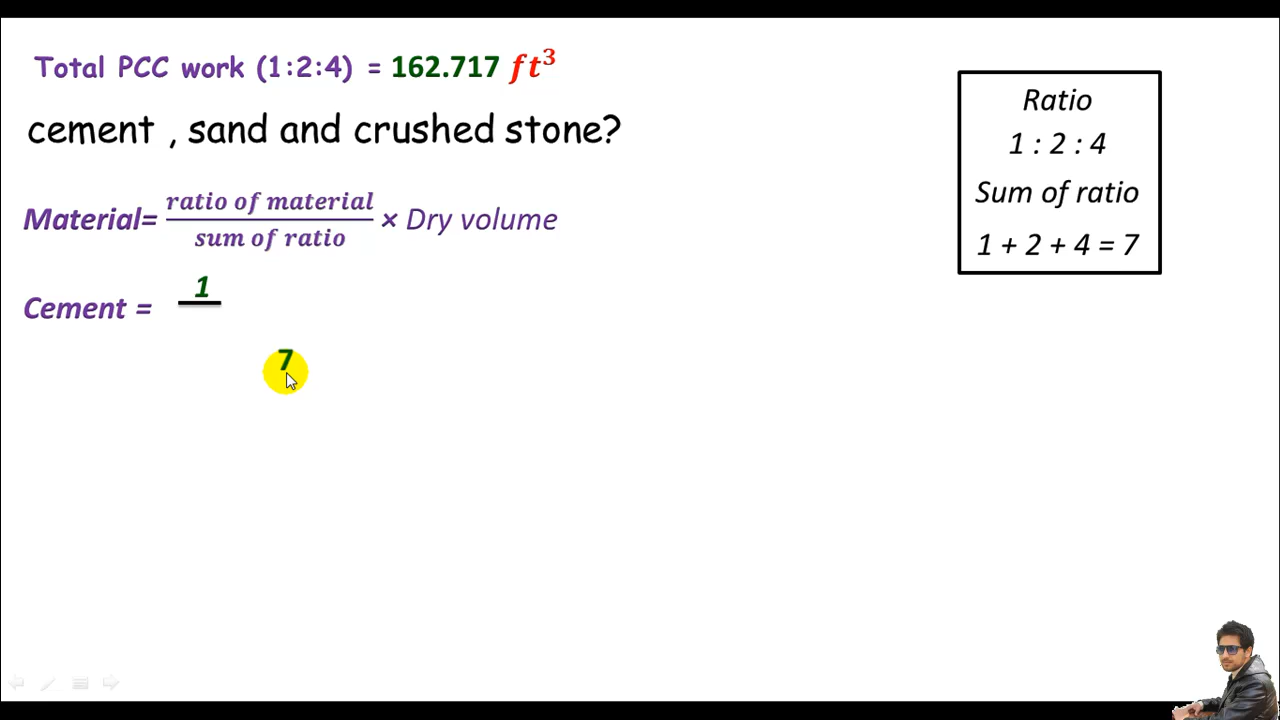 Total PCC work (1:2:4) = 162.717 ft³
cement , sand and crushed stone?
Material= ratio of material / sum of ratio × Dry volume
Cement = 1
7
Ratio
1 : 2 : 4
Sum of ratio
1 + 2 + 4 = 7